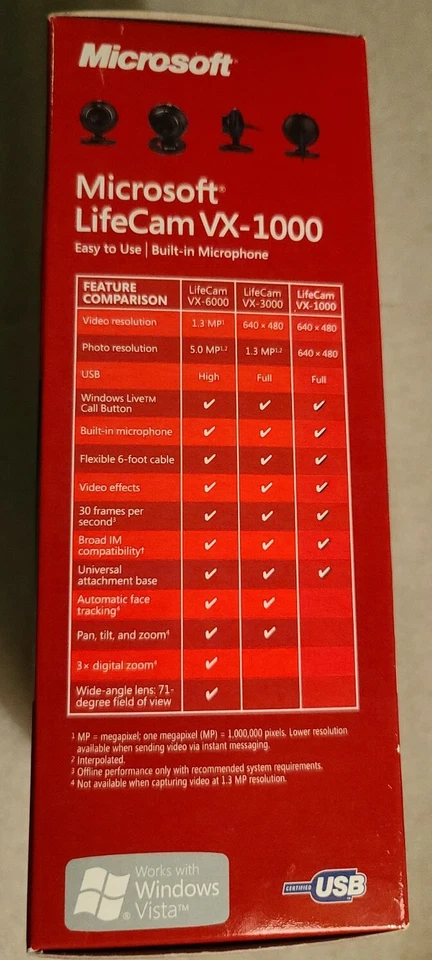 Microsoft®
Microsoft®
LifeCam VX-1000
Easy to Use | Built-in Microphone
FEATURE COMPARISON LifeCam VX-6000 LifeCam VX-3000 LifeCam VX-1000
Video resolution 1.3 MP¹ 640 × 480 640 × 480
Photo resolution 5.0 MP¹,² 1.3 MP¹,² 640 × 480
USB High Full Full
Windows Live™ Call Button ✔ ✔ ✔
Built-in microphone ✔ ✔ ✔
Flexible 6-foot cable ✔ ✔ ✔
Video effects ✔ ✔ ✔
30 frames per second³ ✔ ✔ ✔
Broad IM compatibility† ✔ ✔ ✔
Universal attachment base ✔ ✔ ✔
Automatic face tracking⁴ ✔ ✔
Pan, tilt, and zoom⁴ ✔ ✔
3× digital zoom⁴ ✔
Wide-angle lens: 71-degree field of view ✔
¹ MP = megapixel; one megapixel (MP) = 1,000,000 pixels. Lower resolution
available when sending video via instant messaging.
² Interpolated.
³ Offline performance only with recommended system requirements.
⁴ Not available when capturing video at 1.3 MP resolution.
Works with
Windows
Vista™
®
CERTIFIED USB™